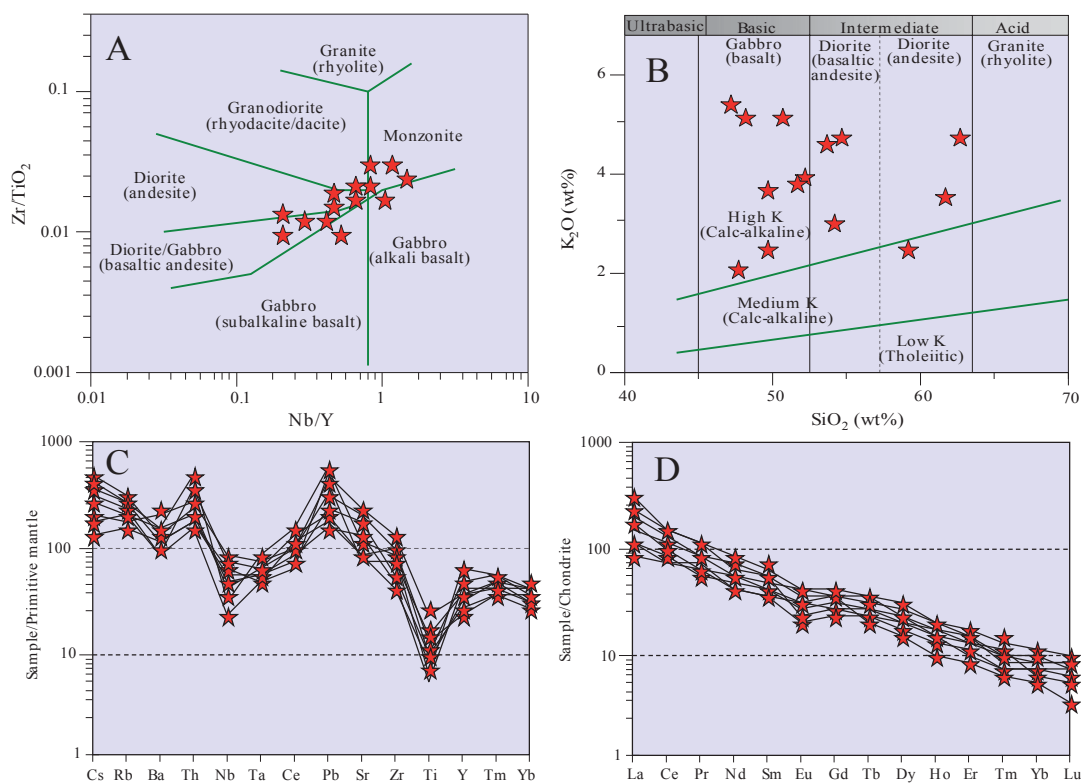 A
Zr/TiO2
0.1
0.01
0.001
Granite
(rhyolite)
Granodiorite
(rhyodacite/dacite)
Monzonite
Diorite
(andesite)
Diorite/Gabbro
(basaltic andesite)
Gabbro
(alkali basalt)
Gabbro
(subalkaline basalt)
0.01
0.1
1
10
Nb/Y
B
Ultrabasic
Basic
Intermediate
Acid
Gabbro
(basalt)
Diorite
(basaltic
andesite)
Diorite
(andesite)
Granite
(rhyolite)
K2O (wt%)
6
4
2
0
High K
(Calc-alkaline)
Medium K
(Calc-alkaline)
Low K
(Tholeiitic)
40
50
60
70
SiO2 (wt%)
C
Sample/Primitive mantle
1000
100
10
1
Cs Rb Ba Th Nb Ta Ce Pb Sr Zr Ti Y Tm Yb
D
Sample/Chondrite
1000
100
10
1
La Ce Pr Nd Sm Eu Gd Tb Dy Ho Er Tm Yb Lu